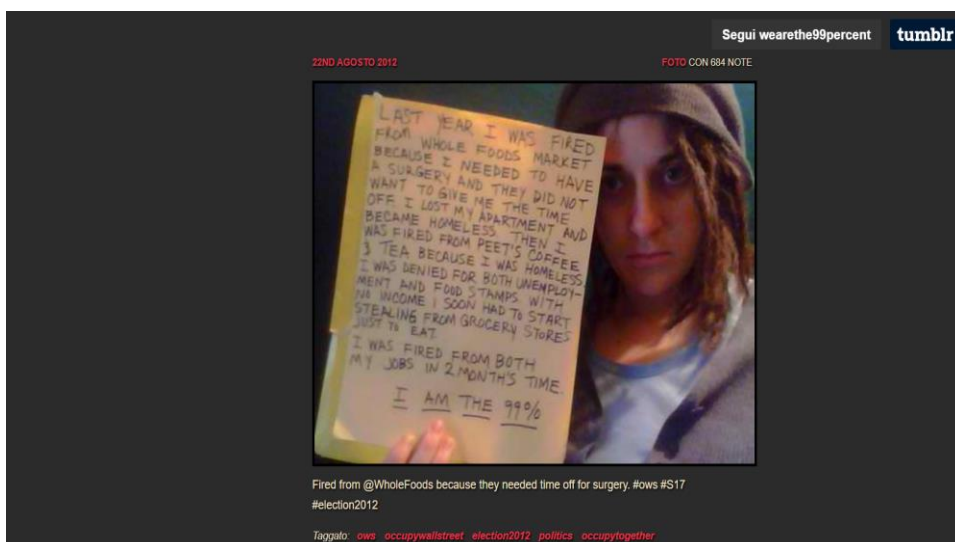 Segui wearethe99percent
tumblr
22ND AGOSTO 2012
FOTO CON 684 NOTE
LAST YEAR I WAS FIRED
FROM WHOLE FOODS MARKET
BECAUSE I NEEDED TO HAVE
A SURGERY AND THEY DID NOT
WANT TO GIVE ME THE TIME
OFF. I LOST MY APARTMENT AND
BECAME HOMELESS. THEN I
WAS FIRED FROM PEET'S COFFEE
& TEA BECAUSE I WAS HOMELESS.
I WAS DENIED FOR BOTH UNEMPLOY-
MENT AND FOOD STAMPS WITH
NO INCOME I SOON HAD TO START
STEALING FROM GROCERY STORES
JUST TO EAT.
I WAS FIRED FROM BOTH
MY JOBS IN 2 MONTH'S TIME.
I AM THE 99%
Fired from @WholeFoods because they needed time off for surgery. #ows #S17
#election2012
Taggato: ows occupywallstreet election2012 politics occupytogether